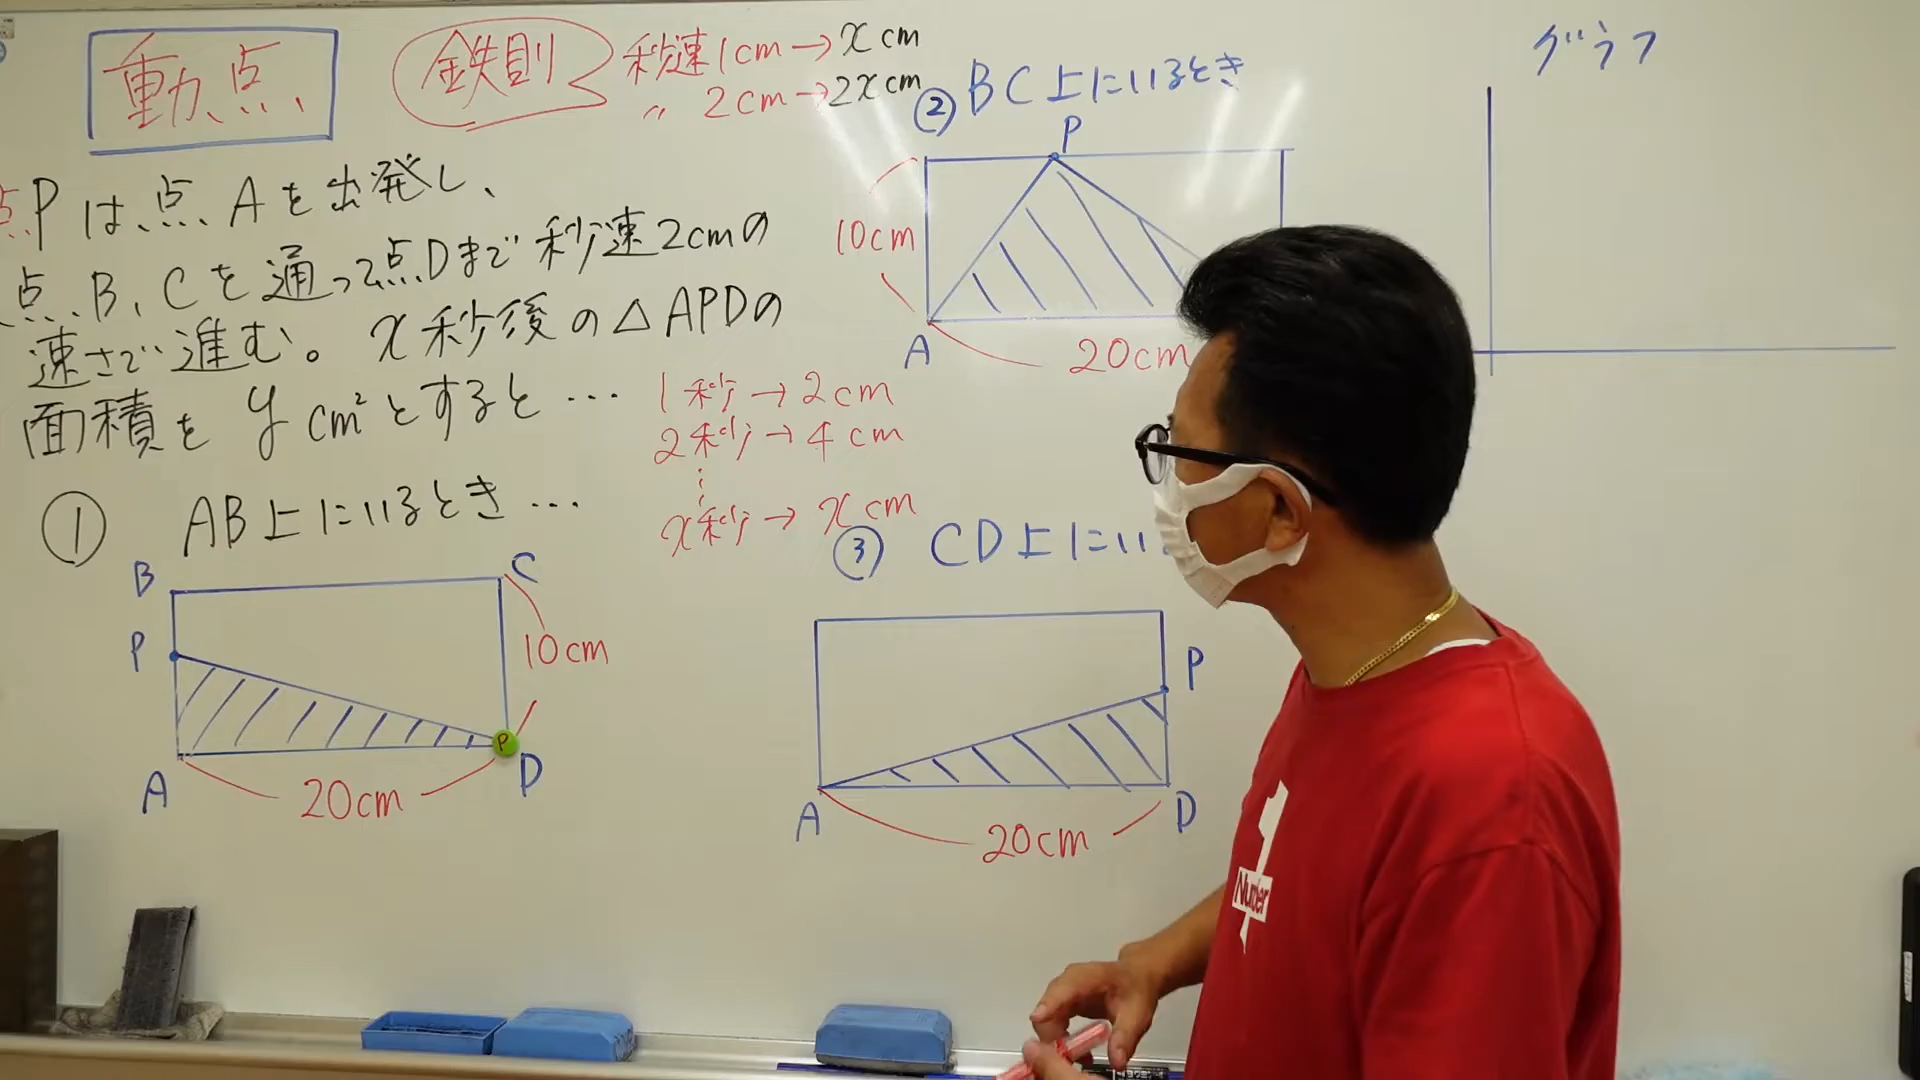 動点
鉄則
秒速1cm→xcm
〃 2cm→2xcm
点Pは点Aを出発し、
点B、Cを通って点Dまで秒速2cmの
速さで進む。x秒後の△APDの
面積をy cm²とすると…
1秒→2cm
2秒→4cm
⋮
x秒→xcm
① AB上にいるとき…
B
C
P
10cm
P
A
D
20cm
② BC上にいるとき
P
10cm
A
20cm
③ CD上にい
P
A
D
20cm
グラフ
Number